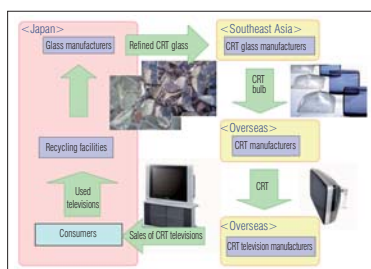 <Japan>
Glass manufacturers
Refined CRT glass
<Southeast Asia>
CRT glass manufacturers
CRT
bulb
<Overseas>
CRT manufacturers
CRT
<Overseas>
CRT television manufacturers
Sales of CRT televisions
Consumers
Used
televisions
Recycling facilities